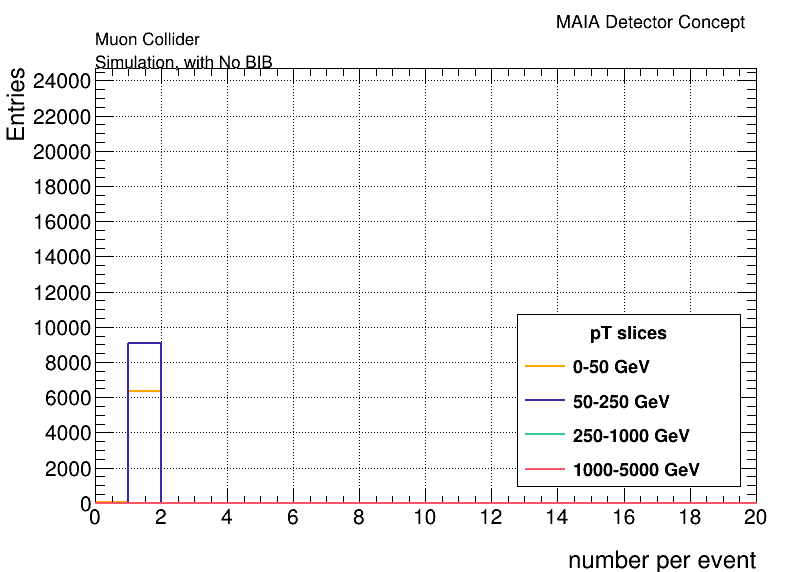 MAIA Detector Concept
Muon Collider
Simulation, with No BIB
Entries
24000
22000
20000
18000
16000
14000
12000
10000
8000
6000
4000
2000
0
pT slices
0-50 GeV
50-250 GeV
250-1000 GeV
1000-5000 GeV
0 2 4 6 8 10 12 14 16 18 20
number per event